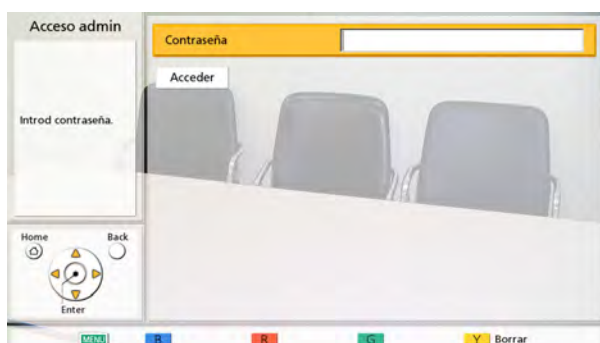 Acceso admin
Contraseña
Acceder
Introd contraseña.
Home
Back
Enter
MENU
B
R
G
Y Borrar